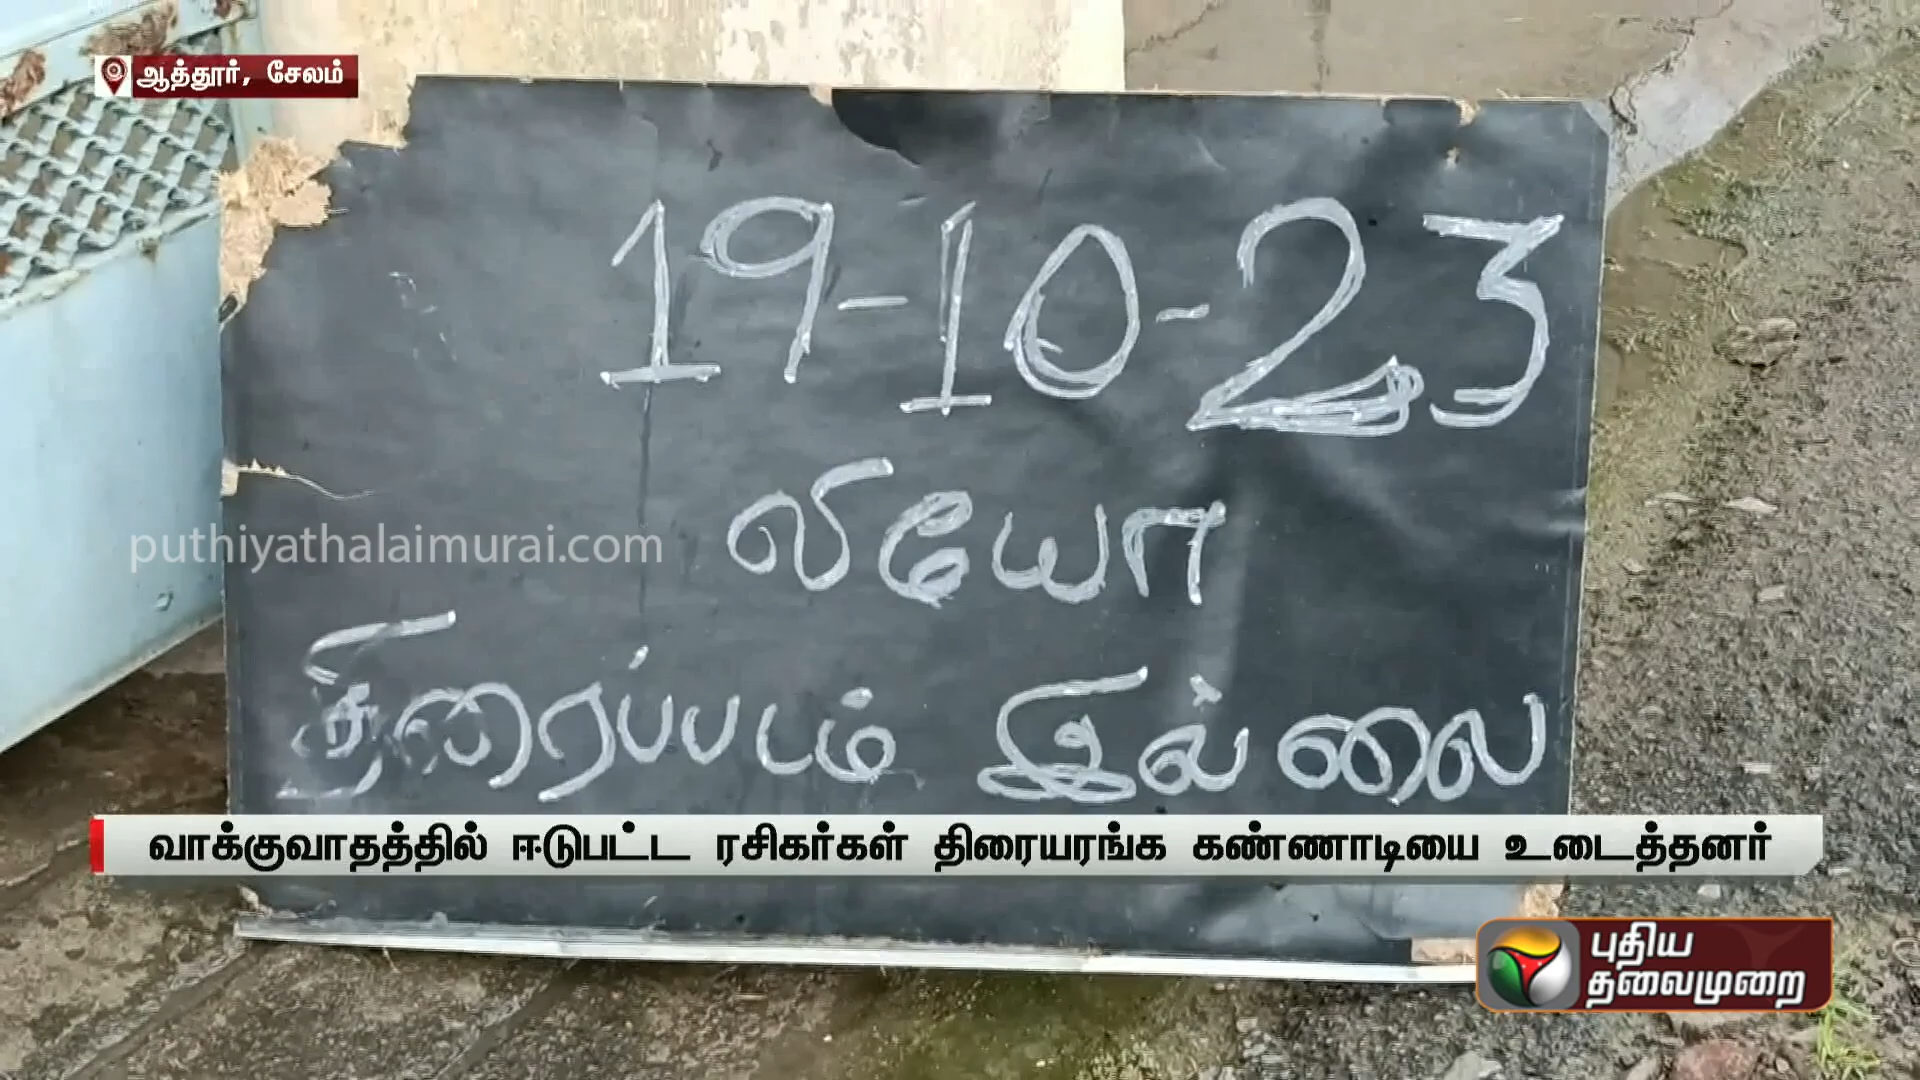 ஆத்தூர், சேலம்
19-10-23
லியோ
puthiyathalaimurai.com
திரைப்படம் இல்லை
வாக்குவாதத்தில் ஈடுபட்ட ரசிகர்கள் திரையரங்க கண்ணாடியை உடைத்தனர்
புதிய
தலைமுறை